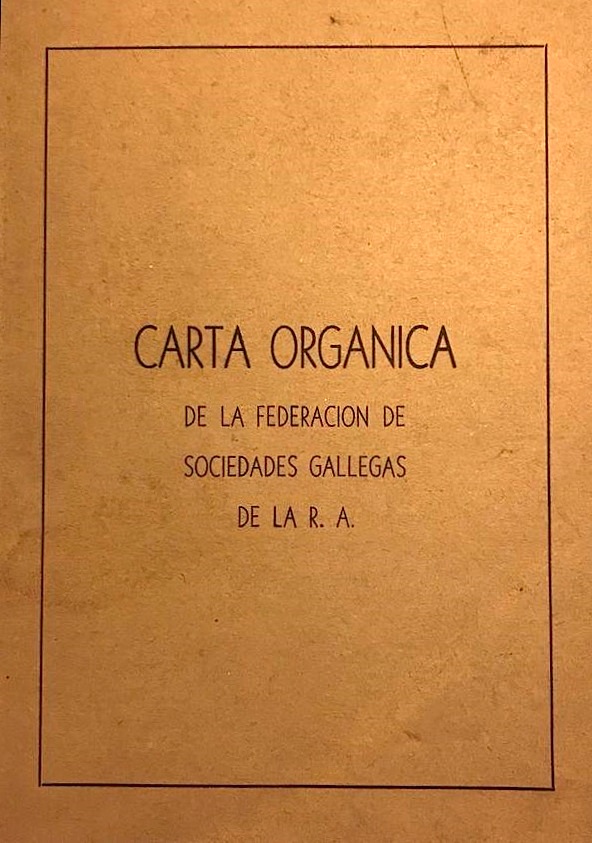 CARTA ORGANICA
DE LA FEDERACION DE
SOCIEDADES GALLEGAS
DE LA R. A.